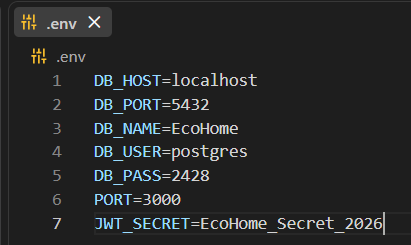 .env
.env
1 DB_HOST=localhost
2 DB_PORT=5432
3 DB_NAME=EcoHome
4 DB_USER=postgres
5 DB_PASS=2428
6 PORT=3000
7 JWT_SECRET=EcoHome_Secret_2026